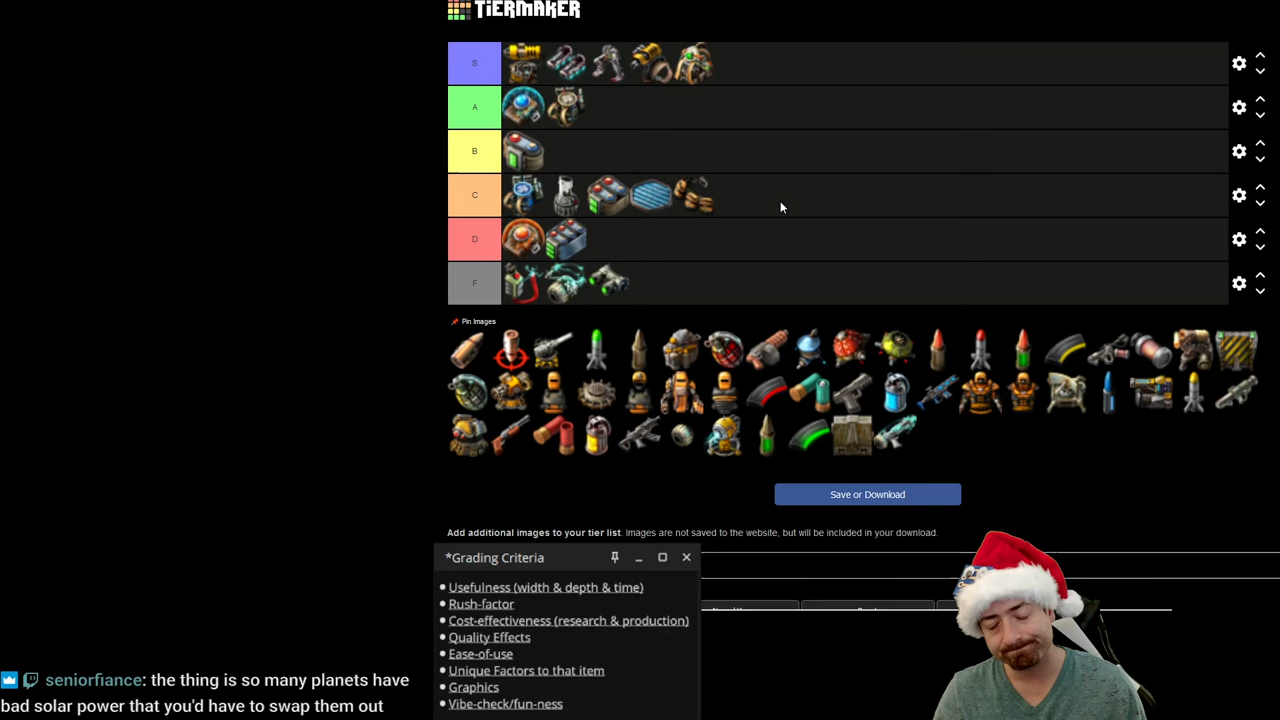 TIERMAKER
S
A
B
C
D
F
Pin Images
Save or Download
Add additional images to your tier list. Images are not saved to the website, but will be included in your download.
*Grading Criteria
Usefulness (width & depth & time)
Rush-factor
Cost-effectiveness (research & production)
Quality Effects
Ease-of-use
Unique Factors to that item
Graphics
Vibe-check/fun-ness
seniorfiance: the thing is so many planets have
bad solar power that you'd have to swap them out